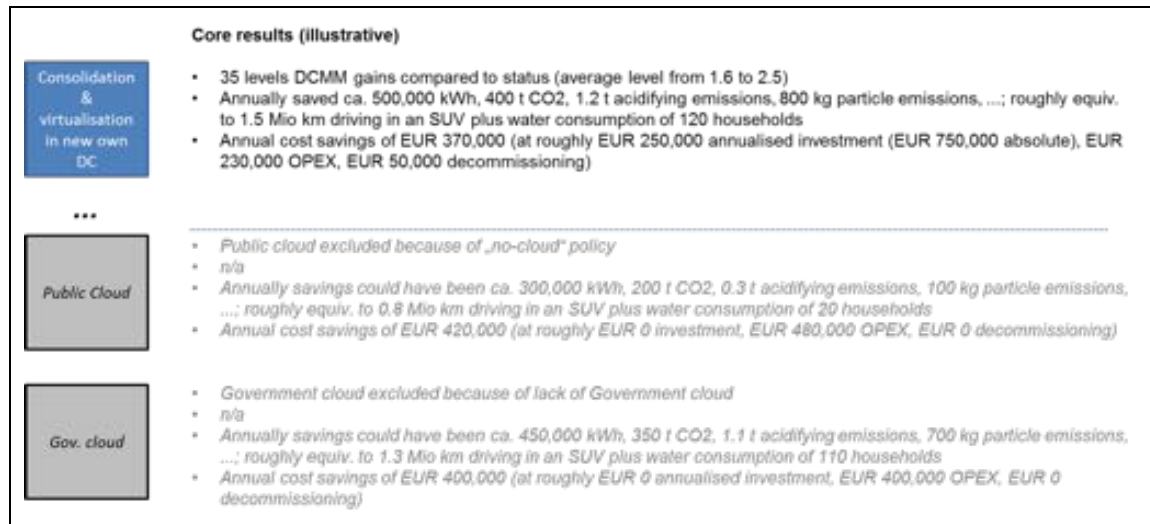 Core results (illustrative)
Consolidation
&
virtualisation
in new own
DC
• 35 levels DCMM gains compared to status (average level from 1.6 to 2.5)
• Annually saved ca. 500,000 kWh, 400 t CO2, 1.2 t acidifying emissions, 800 kg particle emissions, ...; roughly equiv.
to 1.5 Mio km driving in an SUV plus water consumption of 120 households
• Annual cost savings of EUR 370,000 (at roughly EUR 250,000 annualised investment (EUR 750,000 absolute), EUR
230,000 OPEX, EUR 50,000 decommissioning)
...
Public Cloud
• Public cloud excluded because of „no-cloud" policy
• n/a
• Annually savings could have been ca. 300,000 kWh, 200 t CO2, 0.3 t acidifying emissions, 100 kg particle emissions,
...; roughly equiv. to 0.8 Mio km driving in an SUV plus water consumption of 20 households
• Annual cost savings of EUR 420,000 (at roughly EUR 0 investment, EUR 480,000 OPEX, EUR 0 decommissioning)
Gov. cloud
• Government cloud excluded because of lack of Government cloud
• n/a
• Annually savings could have been ca. 450,000 kWh, 350 t CO2, 1.1 t acidifying emissions, 700 kg particle emissions,
...; roughly equiv. to 1.3 Mio km driving in an SUV plus water consumption of 110 households
• Annual cost savings of EUR 400,000 (at roughly EUR 0 annualised investment, EUR 400,000 OPEX, EUR 0
decommissioning)